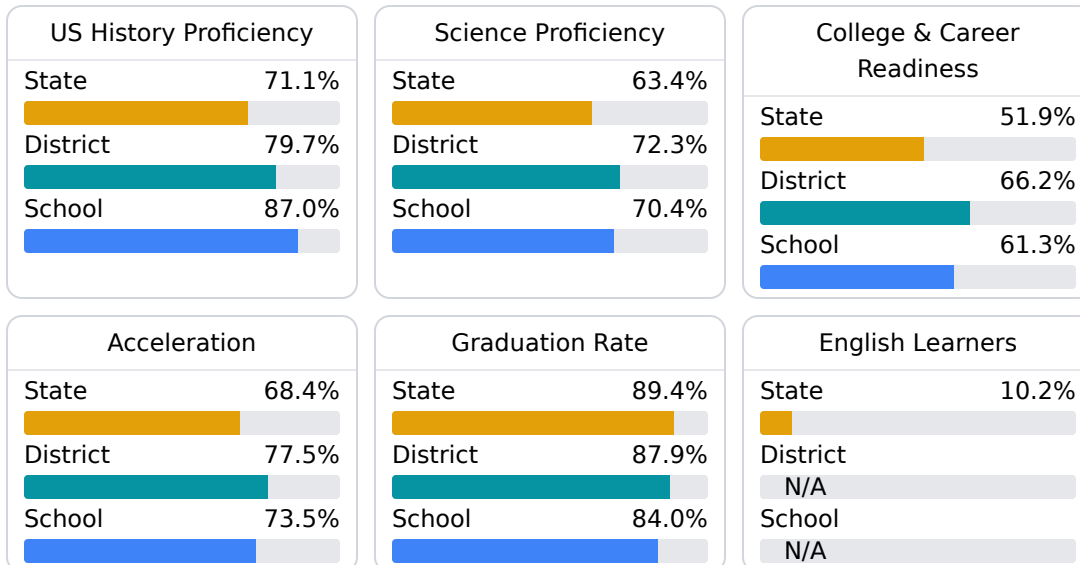 US History Proficiency
State 71.1%
District 79.7%
School 87.0%
Science Proficiency
State 63.4%
District 72.3%
School 70.4%
College & Career
Readiness
State 51.9%
District 66.2%
School 61.3%
Acceleration
State 68.4%
District 77.5%
School 73.5%
Graduation Rate
State 89.4%
District 87.9%
School 84.0%
English Learners
State 10.2%
District
N/A
School
N/A